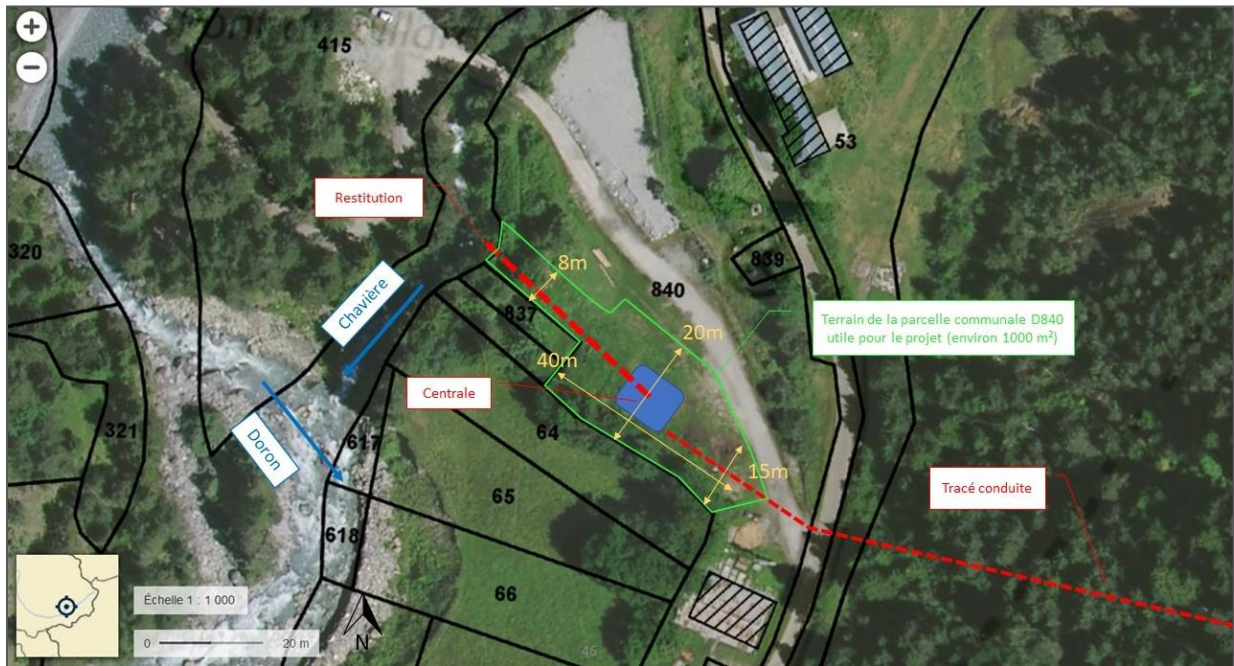 +
−
415
Restitution
53
320
839
8m
840
Chavière
837
Terrain de la parcelle communale D840
utile pour le projet (environ 1000 m²)
20m
40m
Centrale
321
64
617
Doron
15m
65
Tracé conduite
618
66
Échelle 1 : 1 000
0
20 m
N
45